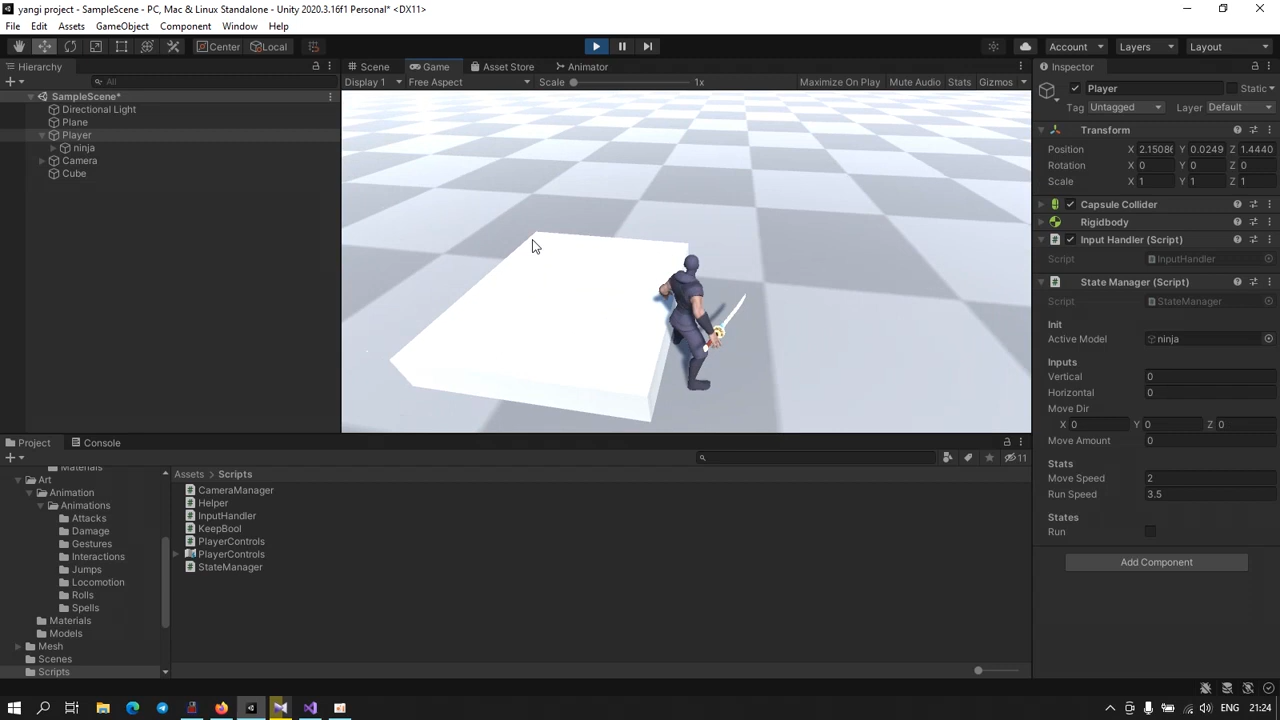 yangi project - SampleScene - PC, Mac & Linux Standalone - Unity 2020.3.16f1 Personal* <DX11>
File Edit Assets GameObject Component Window Help
Center Local Account Layers Layout
Hierarchy Scene Game Asset Store Animator Inspector
All Display 1 Free Aspect Scale 1x Maximize On Play Mute Audio Stats Gizmos Player Static
SampleScene* Tag Untagged Layer Default
Directional Light
Plane Transform
Player Position X 2.15086 Y 0.0249 Z 1.4440
ninja Rotation X 0 Y 0 Z 0
Camera Scale X 1 Y 1 Z 1
Cube
Capsule Collider
Rigidbody
Input Handler (Script)
Script InputHandler
State Manager (Script)
Script StateManager
Init
Active Model ninja
Inputs
Vertical 0
Horizontal 0
Move Dir
X 0 Y 0 Z 0
Move Amount 0
Stats
Move Speed 2
Run Speed 3.5
States
Run
Add Component
Project Console
11
Materials Assets > Scripts
Art CameraManager
Animation Helper
Animations InputHandler
Attacks KeepBool
Damage PlayerControls
Gestures PlayerControls
Interactions StateManager
Jumps
Locomotion
Rolls
Spells
Materials
Models
Mesh
Scenes
Scripts
ENG 21:24